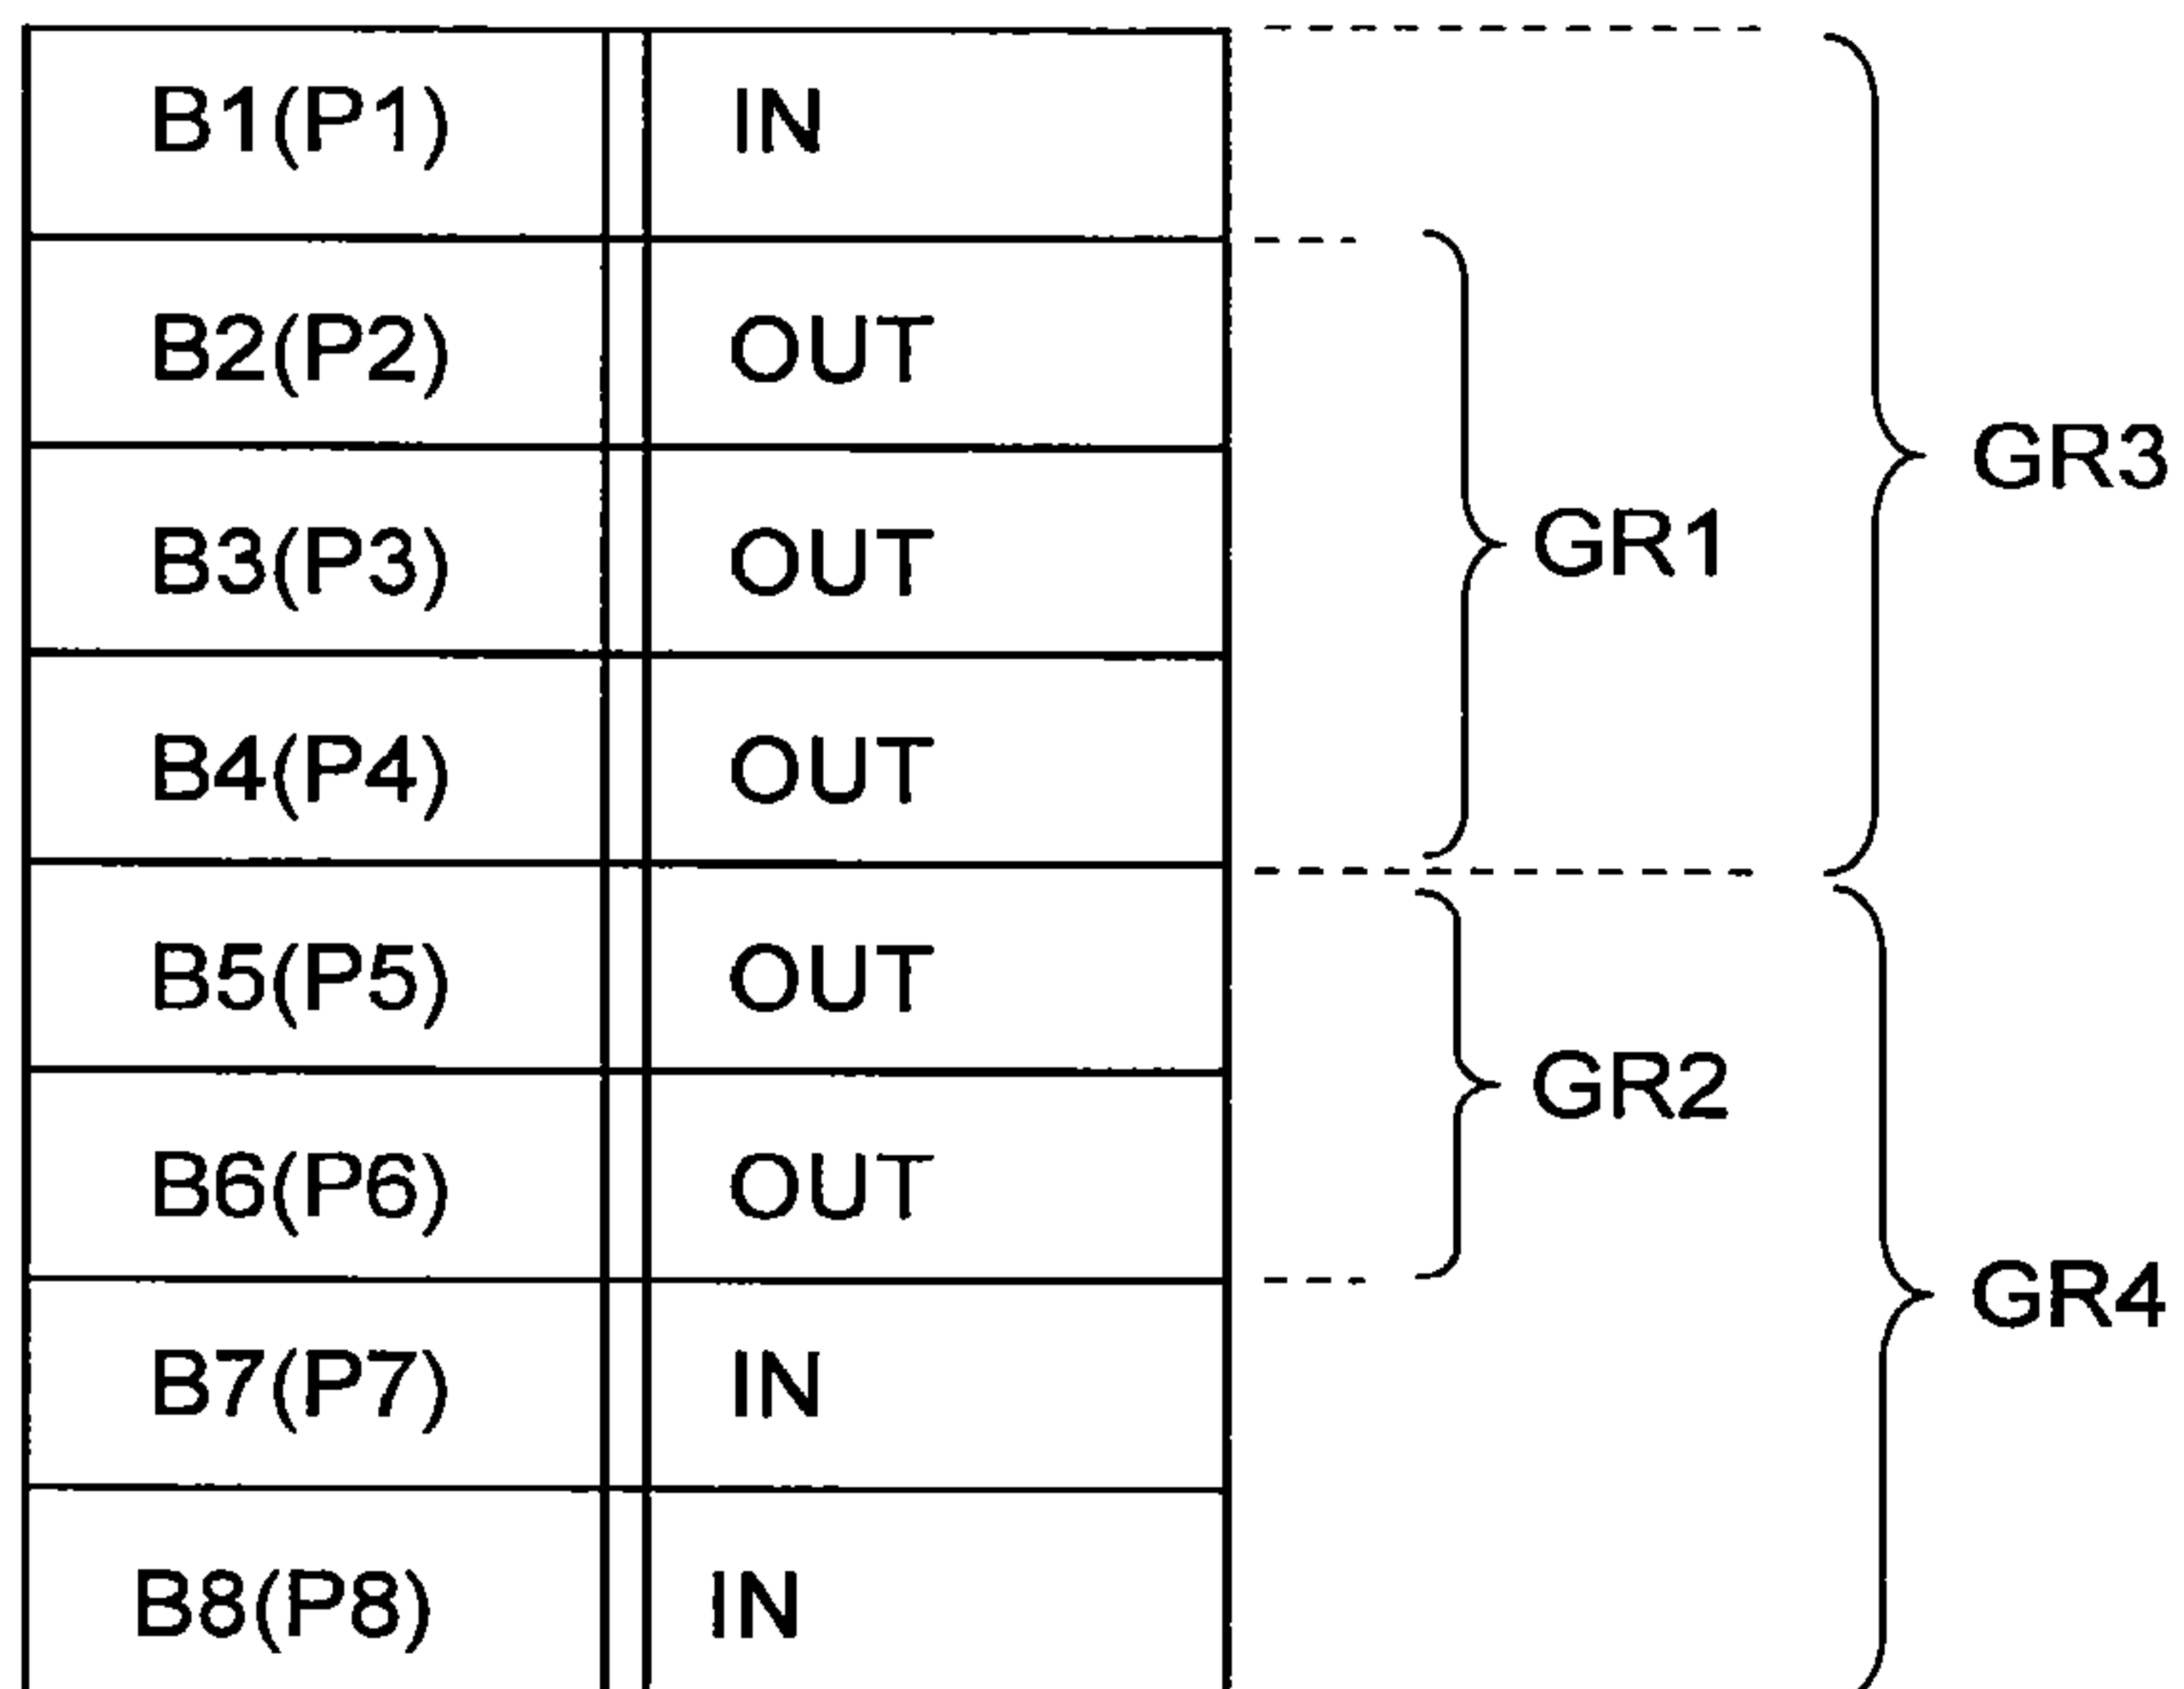 B1(P1) IN
B2(P2) OUT
GR3
B3(P3) OUT
GR1
B4(P4) OUT
B5(P5) OUT
GR2
B6(P6) OUT
GR4
B7(P7) IN
B8(P8) IN